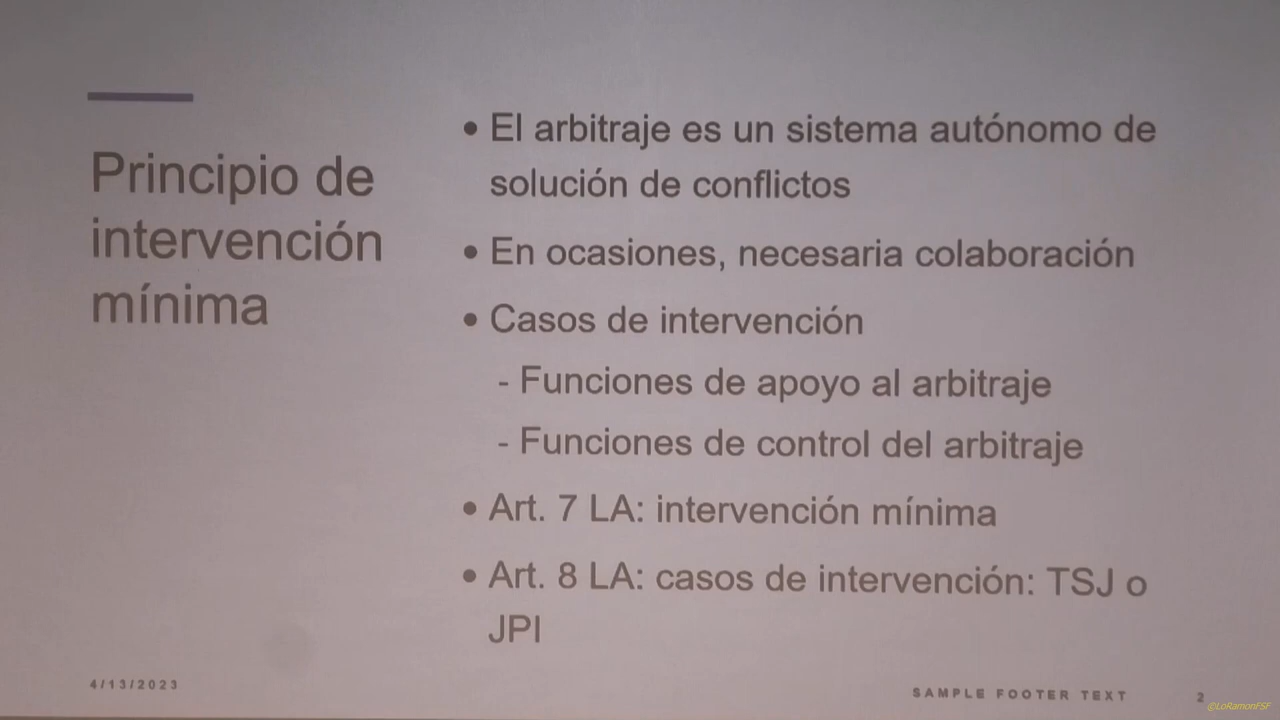 Principio de
intervención
mínima
• El arbitraje es un sistema autónomo de
solución de conflictos
• En ocasiones, necesaria colaboración
• Casos de intervención
- Funciones de apoyo al arbitraje
- Funciones de control del arbitraje
• Art. 7 LA: intervención mínima
• Art. 8 LA: casos de intervención: TSJ o
JPI
4/13/2023
SAMPLE FOOTER TEXT
2
@LoRamonFSF